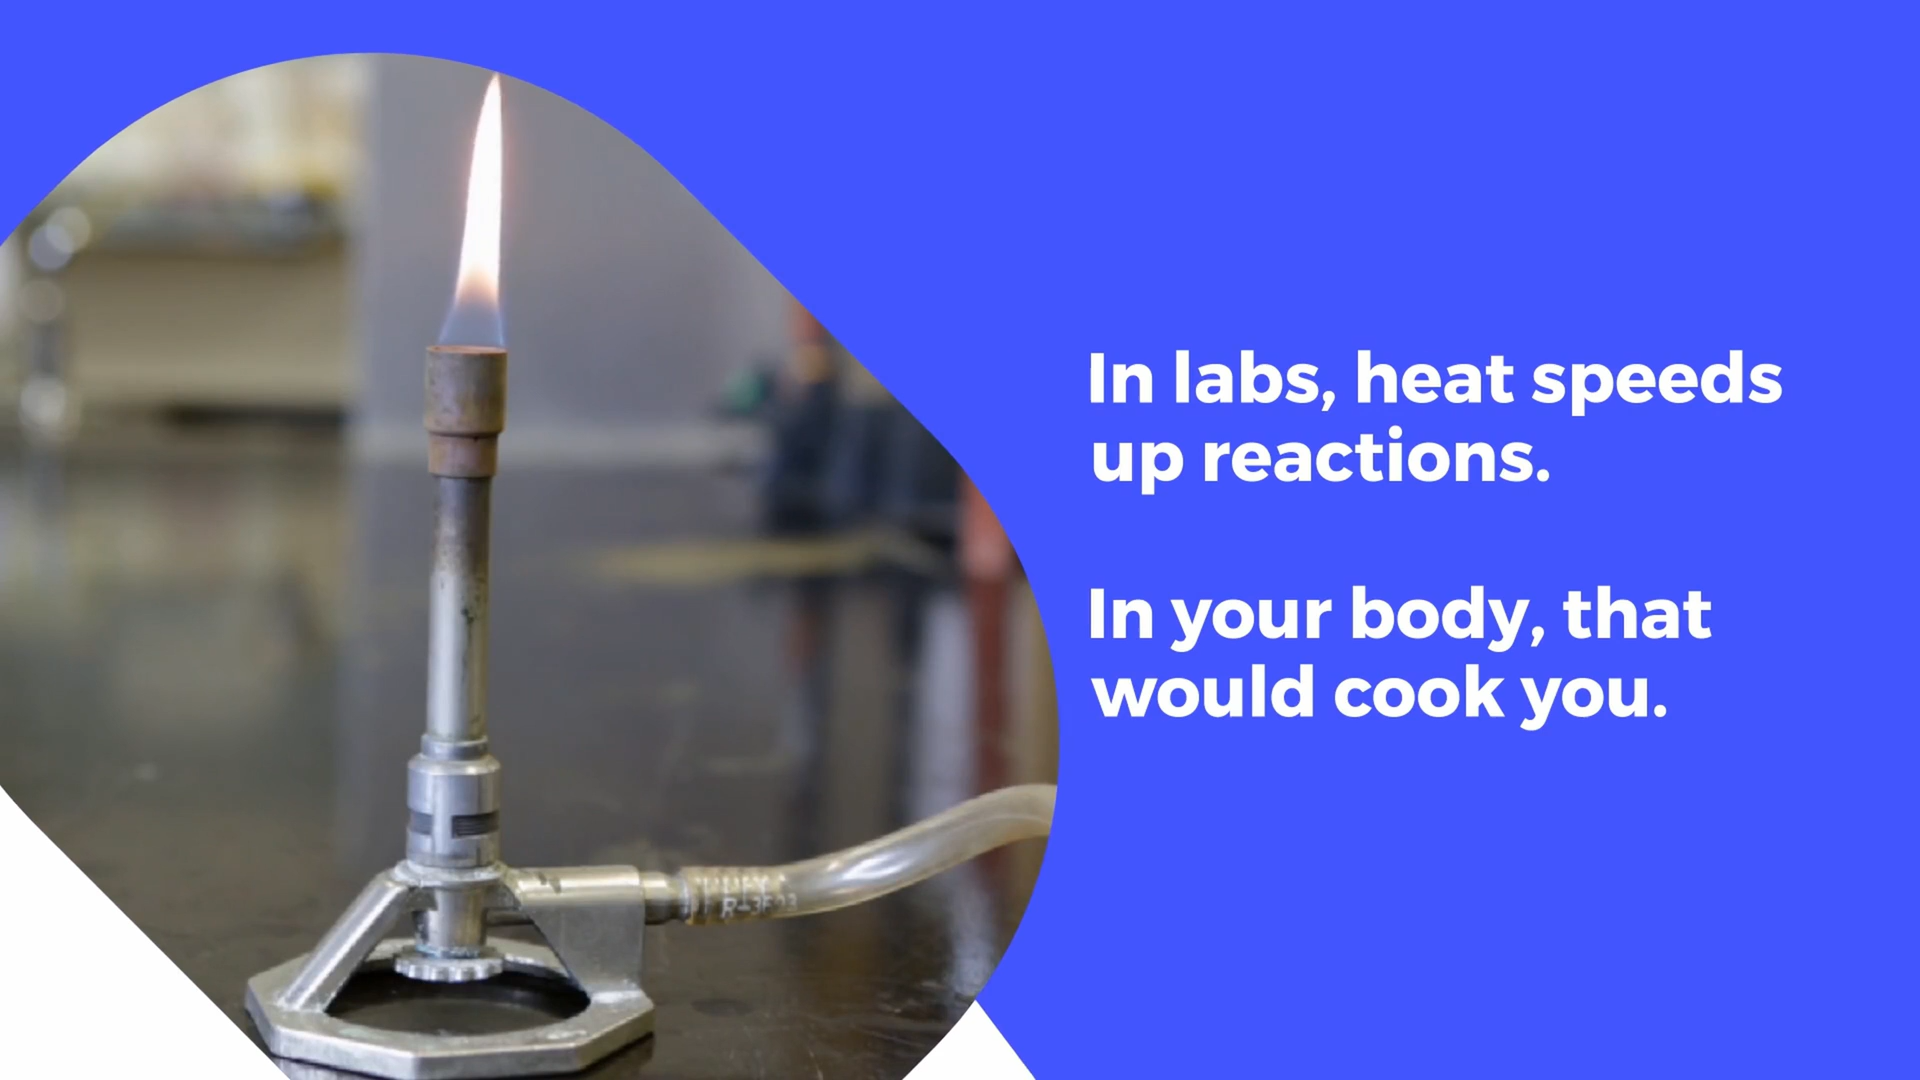 In labs, heat speeds
up reactions.
In your body, that
would cook you.